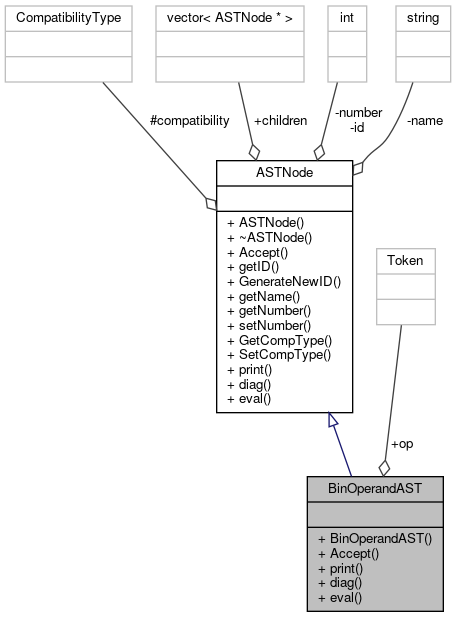 CompatibilityType
vector< ASTNode * >
int
string
#compatibility
+children
-number
-id
-name
ASTNode
+ ASTNode()
+ ~ASTNode()
+ Accept()
+ getID()
+ GenerateNewID()
+ getName()
+ getNumber()
+ setNumber()
+ GetCompType()
+ SetCompType()
+ print()
+ diag()
+ eval()
Token
+op
BinOperandAST
+ BinOperandAST()
+ Accept()
+ print()
+ diag()
+ eval()